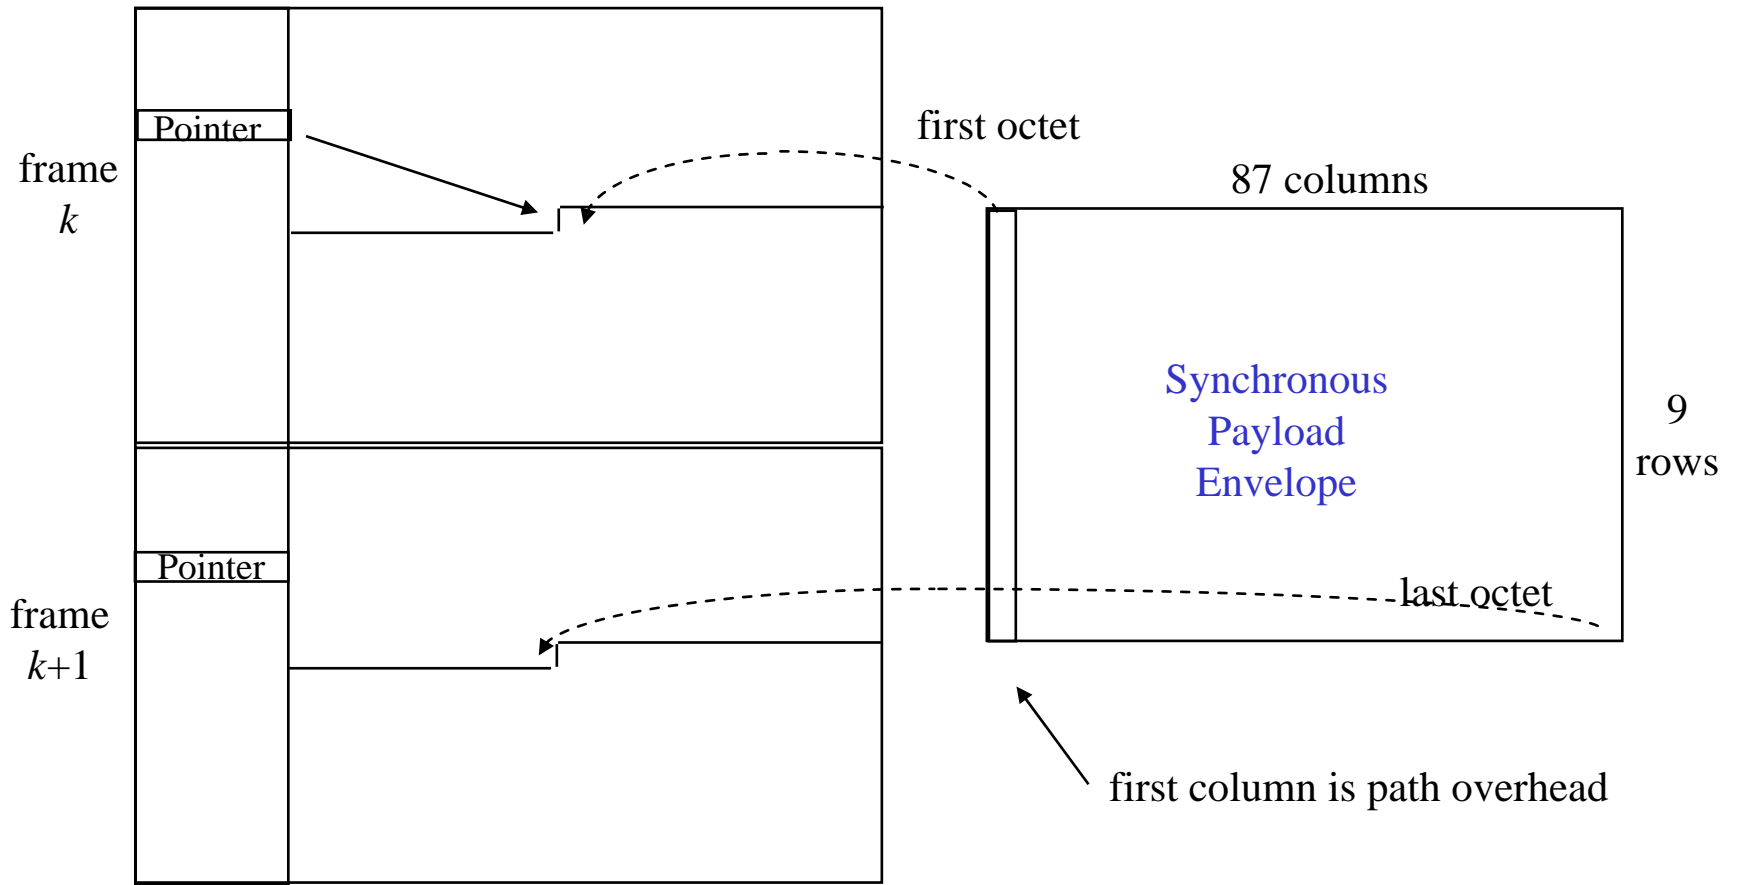 Pointer
first octet
frame
k
87 columns
Synchronous
Payload
Envelope
9
rows
Pointer
last octet
frame
k+1
first column is path overhead